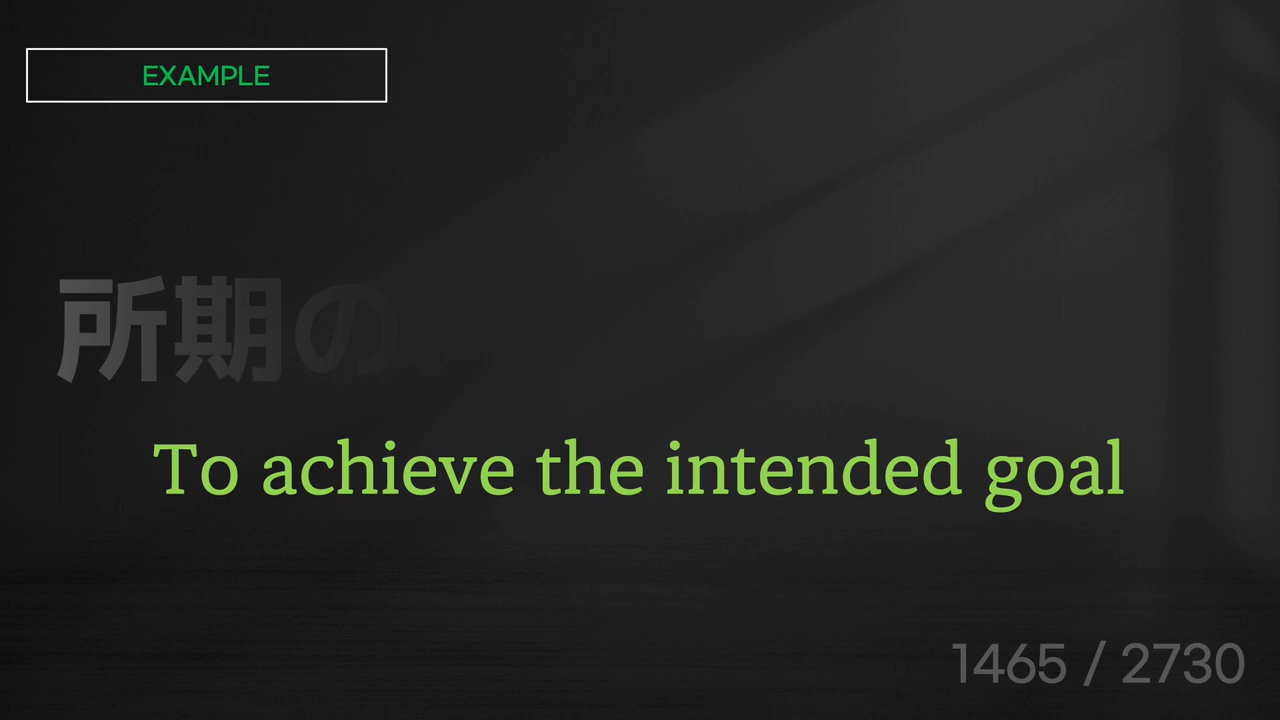 EXAMPLE
所期の
To achieve the intended goal
1465 / 2730